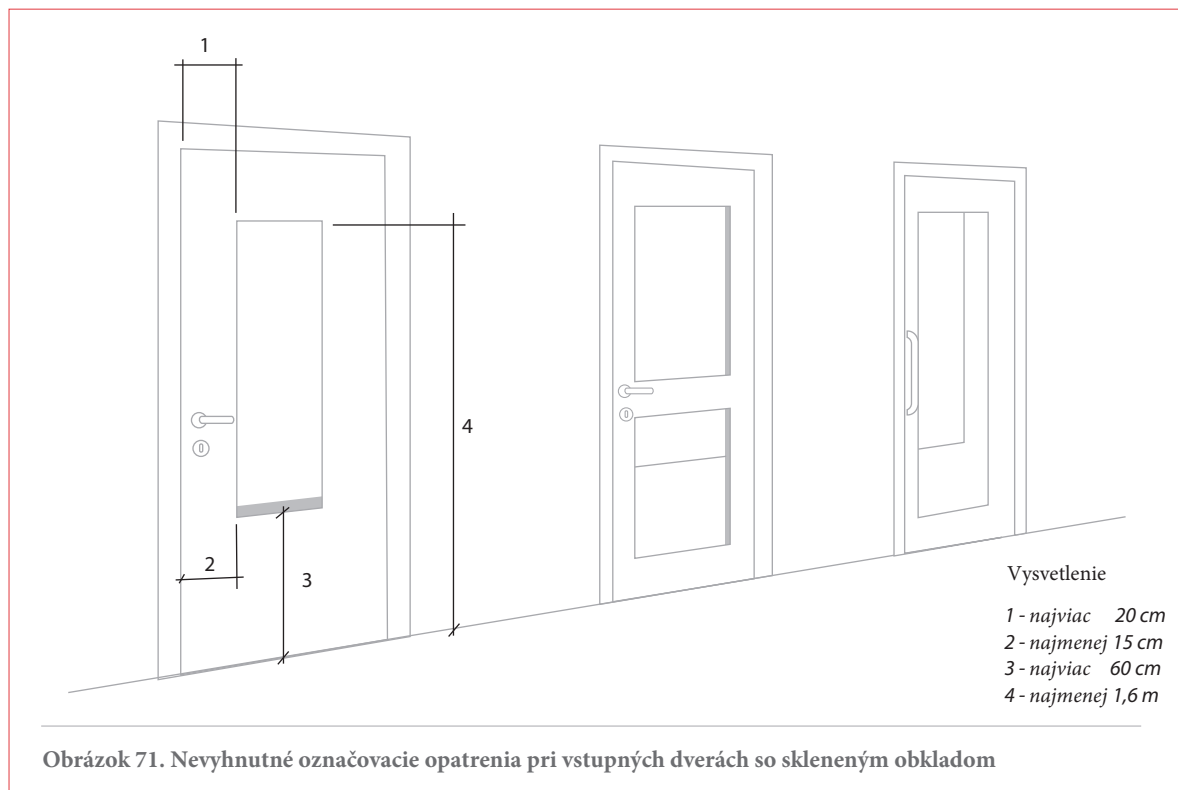 1
4
2
3
Vysvetlenie
1 - najviac 20 cm
2 - najmenej 15 cm
3 - najviac 60 cm
4 - najmenej 1,6 m
Obrázok 71. Nevyhnutné označovacie opatrenia pri vstupných dverách so skleneným obkladom